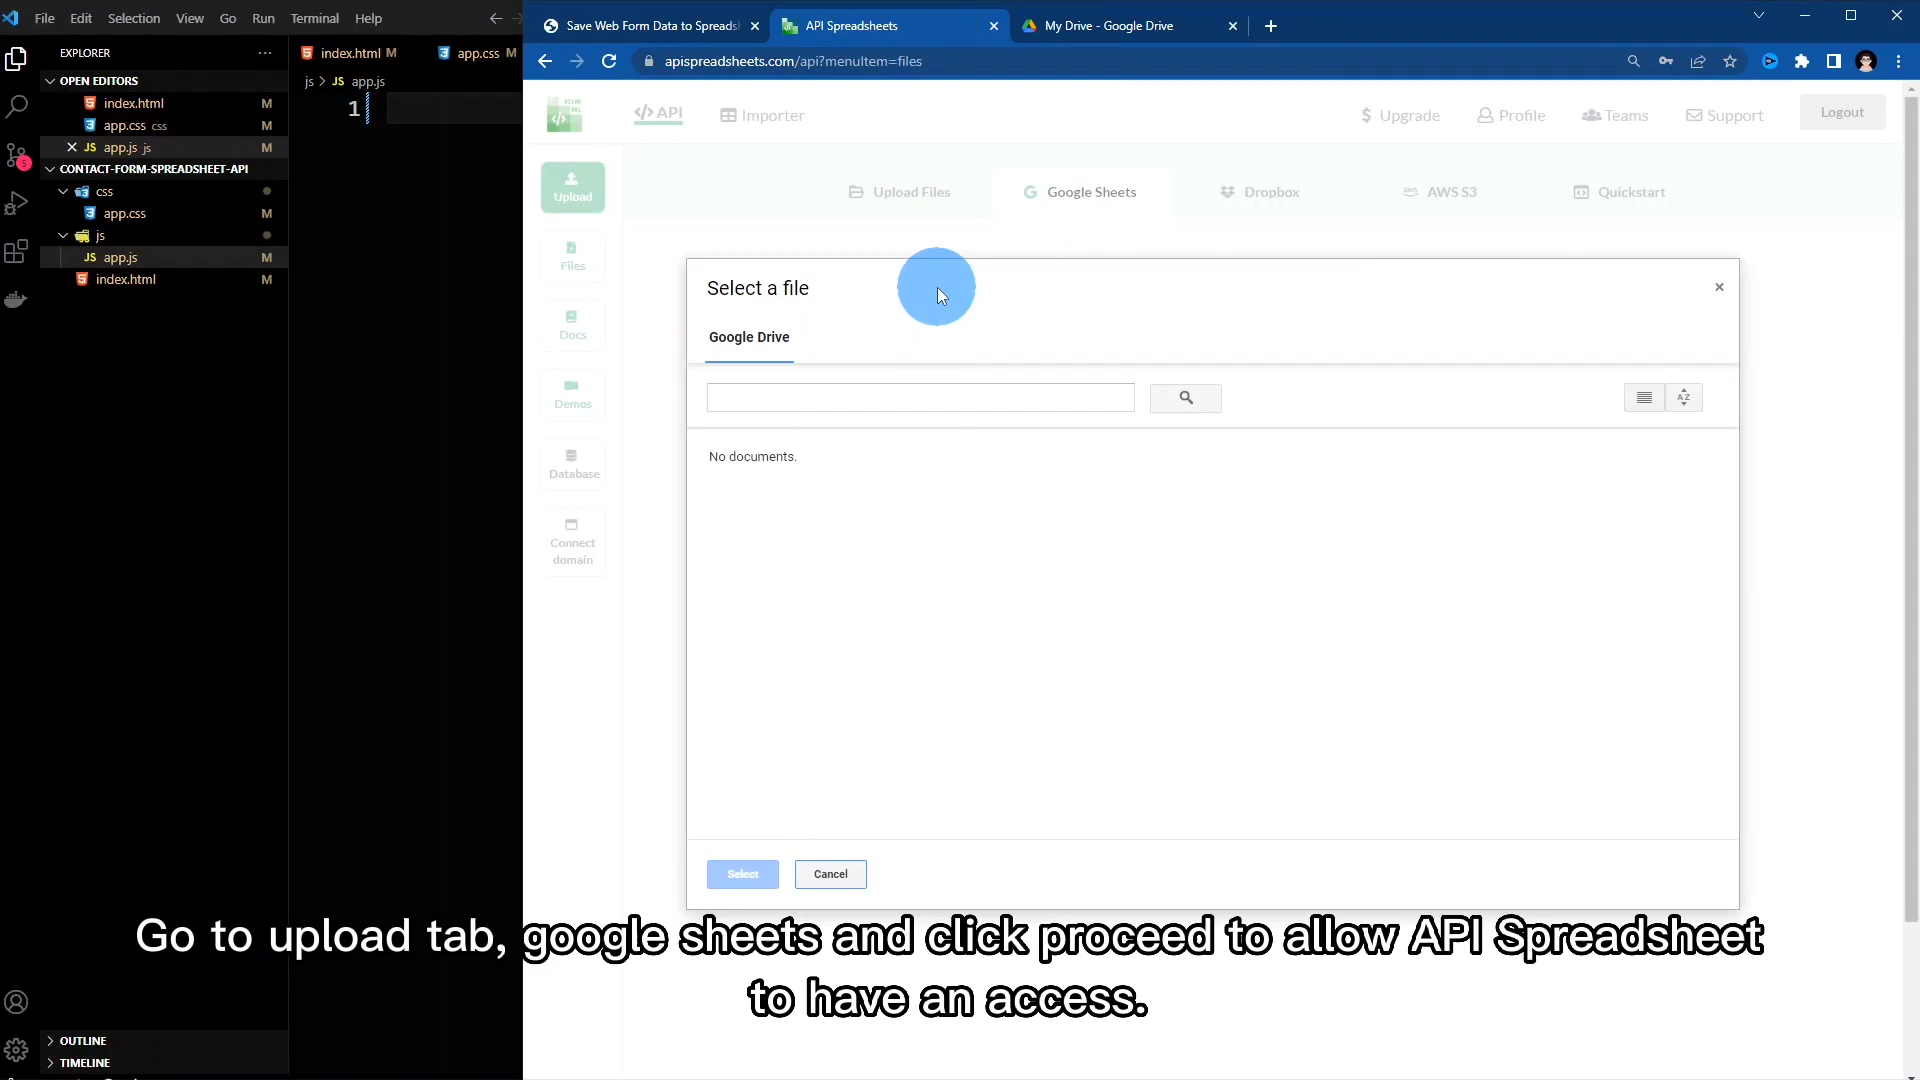 File Edit Selection View Go Run Terminal Help
EXPLORER
OPEN EDITORS
index.html M
app.css css M
app.js js M
CONTACT-FORM-SPREADSHEET-API
css
app.css M
js
JS app.js M
index.html M
OUTLINE
TIMELINE
5
index.html M app.css M
js > JS app.js
1
Save Web Form Data to Spreads
API Spreadsheets
My Drive - Google Drive
apispreadsheets.com/api?menuItem=files
</> API
Importer
Upgrade
Profile
Teams
Support
Logout
Upload
Files
Docs
Demos
Database
Connect
domain
Upload Files
Google Sheets
Dropbox
AWS S3
Quickstart
Select a file
Google Drive
No documents.
Select
Cancel
Go to upload tab, google sheets and click proceed to allow API Spreadsheet
to have an access.